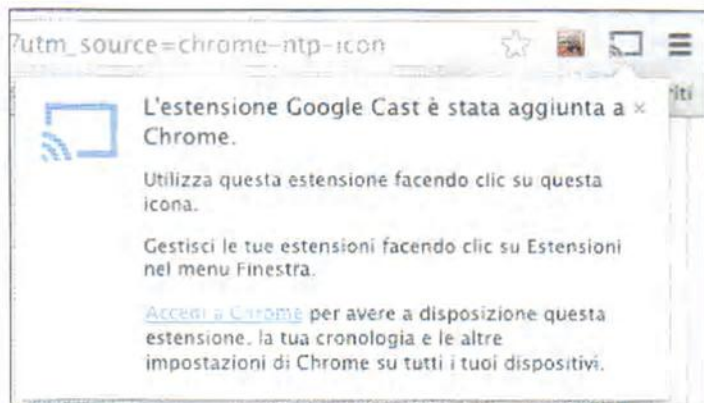 ?utm_source=chrome-ntp-icon
riti
L'estensione Google Cast è stata aggiunta a ×
Chrome.
Utilizza questa estensione facendo clic su questa
icona.
Gestisci le tue estensioni facendo clic su Estensioni
nel menu Finestra.
Accedi a Chrome per avere a disposizione questa
estensione, la tua cronologia e le altre
impostazioni di Chrome su tutti i tuoi dispositivi.